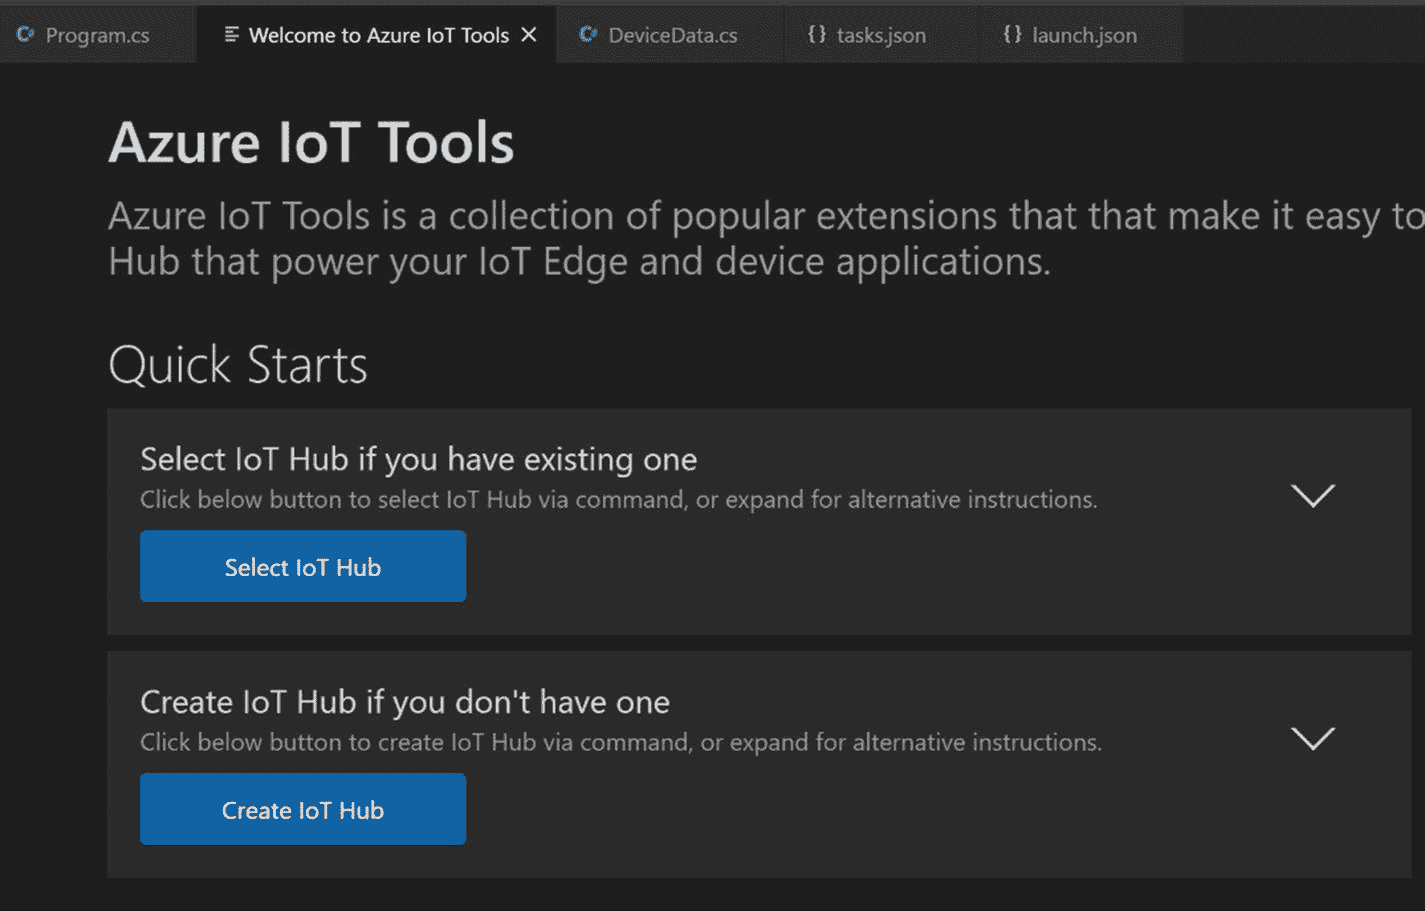 Program.cs
Welcome to Azure IoT Tools
DeviceData.cs
{} tasks.json
{} launch.json
Azure IoT Tools
Azure IoT Tools is a collection of popular extensions that that make it easy to
Hub that power your IoT Edge and device applications.
Quick Starts
Select IoT Hub if you have existing one
Click below button to select IoT Hub via command, or expand for alternative instructions.
Select IoT Hub
Create IoT Hub if you don't have one
Click below button to create IoT Hub via command, or expand for alternative instructions.
Create IoT Hub